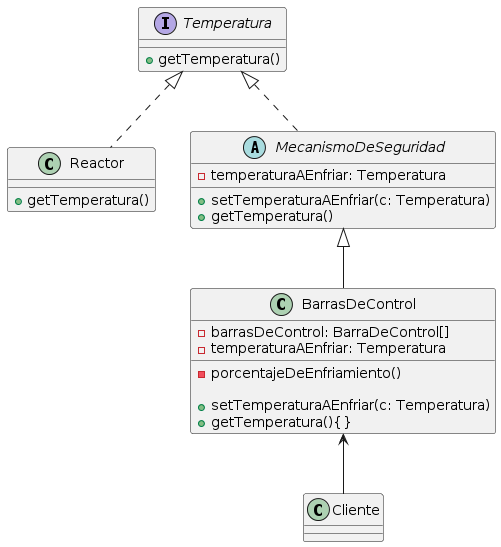 I Temperatura
getTemperatura()
C Reactor
getTemperatura()
A MecanismoDeSeguridad
temperaturaAEnfriar: Temperatura
setTemperaturaAEnfriar(c: Temperatura)
getTemperatura()
C BarrasDeControl
barrasDeControl: BarraDeControl[]
temperaturaAEnfriar: Temperatura
porcentajeDeEnfriamiento()
setTemperaturaAEnfriar(c: Temperatura)
getTemperatura(){ }
C Cliente